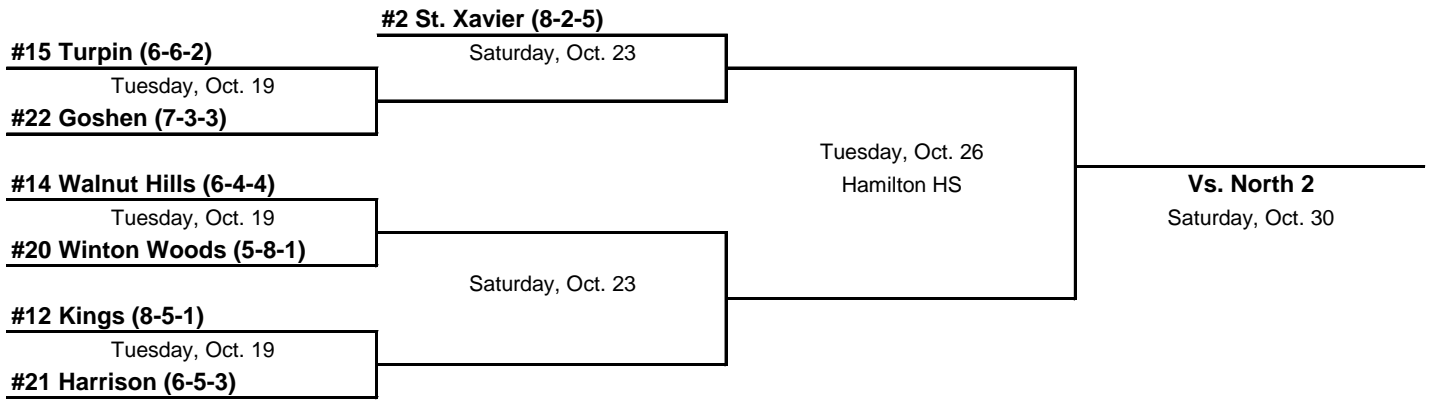 #2 St. Xavier (8-2-5)
#15 Turpin (6-6-2)
Saturday, Oct. 23
Tuesday, Oct. 19
#22 Goshen (7-3-3)
Tuesday, Oct. 26
#14 Walnut Hills (6-4-4)
Hamilton HS
Vs. North 2
Tuesday, Oct. 19
Saturday, Oct. 30
#20 Winton Woods (5-8-1)
Saturday, Oct. 23
#12 Kings (8-5-1)
Tuesday, Oct. 19
#21 Harrison (6-5-3)